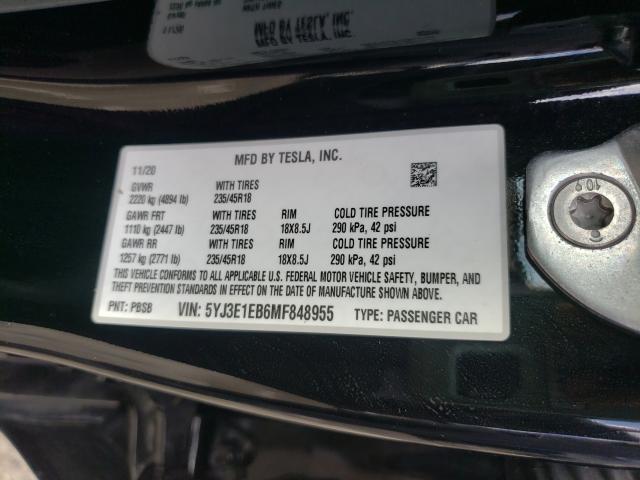 MFD BY TESLA, INC.
11/20
GVWR WITH TIRES
2220 kg (4894 lb) 235/45R18
GAWR FRT WITH TIRES RIM COLD TIRE PRESSURE
1110 kg (2447 lb) 235/45R18 18X8.5J 290 kPa, 42 psi
GAWR RR WITH TIRES RIM COLD TIRE PRESSURE
1257 kg (2771 lb) 235/45R18 18X8.5J 290 kPa, 42 psi
THIS VEHICLE CONFORMS TO ALL APPLICABLE U.S. FEDERAL MOTOR VEHICLE SAFETY, BUMPER, AND
THEFT PREVENTION STANDARDS IN EFFECT ON THE DATE OF MANUFACTURE SHOWN ABOVE.
PNT: PBSB VIN: 5YJ3E1EB6MF848955 TYPE: PASSENGER CAR
10.9